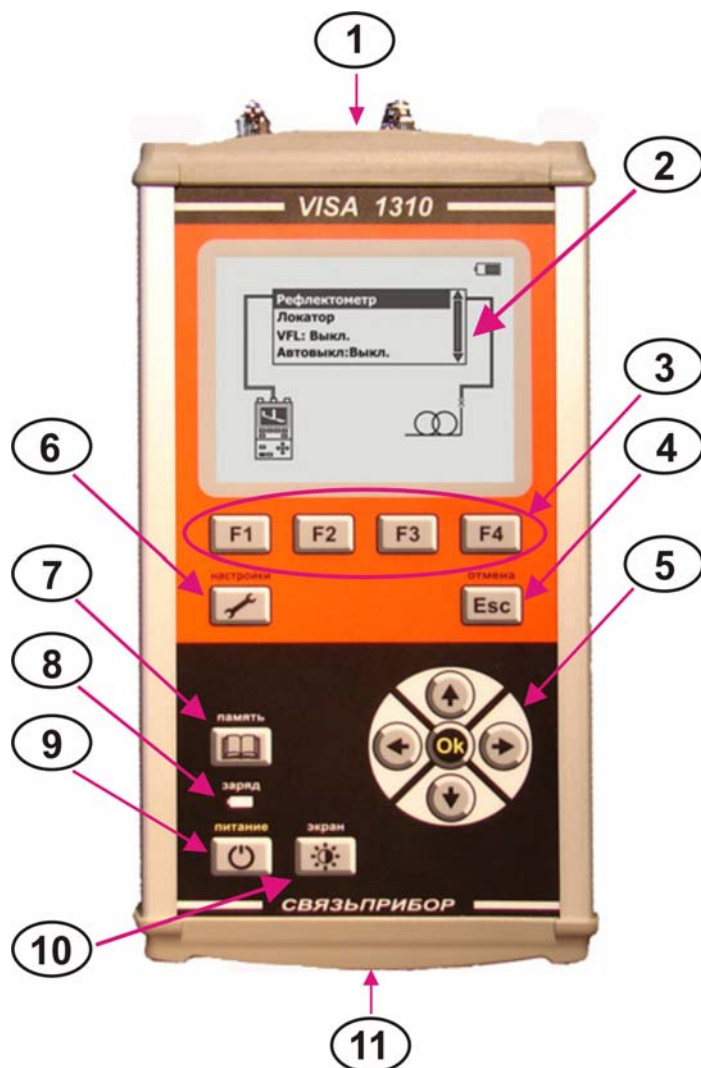 1
2
VISA 1310
Рефлектометр
Локатор
VFL: Выкл.
Автовыкл:Выкл.
3
4
F1 F2 F3 F4
6
настройки
отмена
Esc
5
7
память
8
заряд
9
питание
экран
Ok
10
СВЯЗЬПРИБОР
11